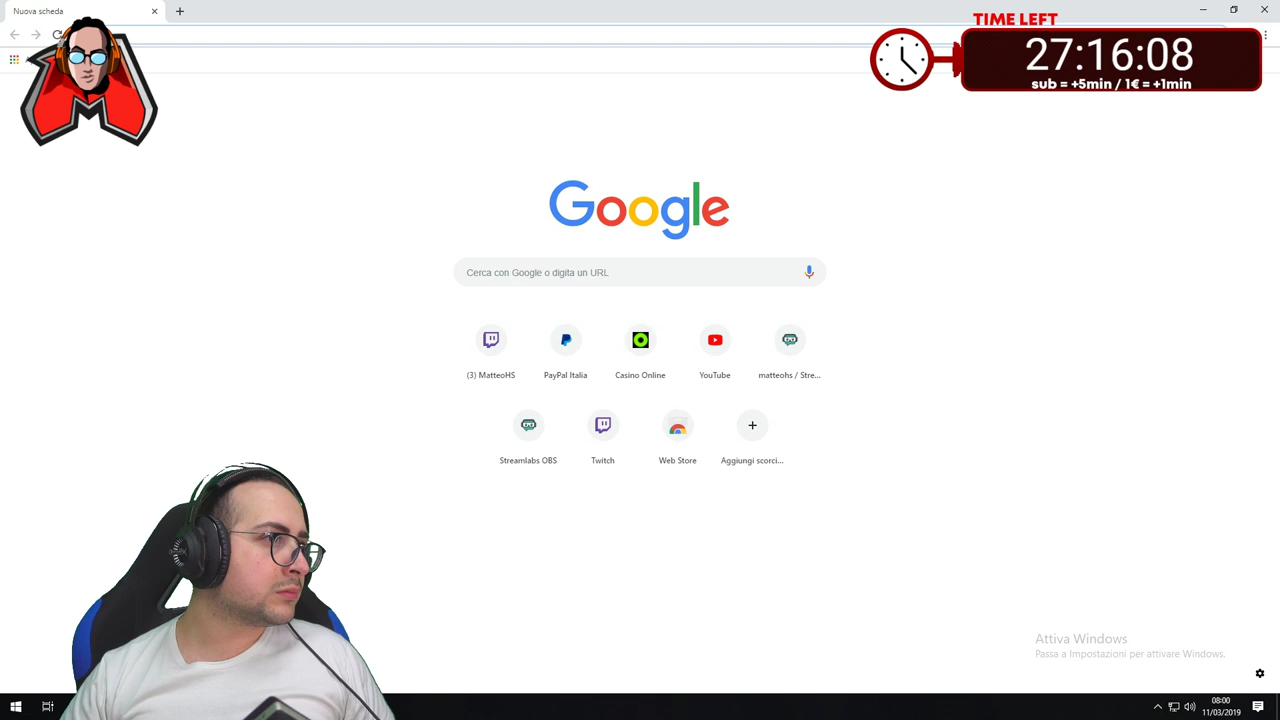 Nuova scheda
TIME LEFT
27:16:08
sub = +5min / 1€ = +1min
Google
Cerca con Google o digita un URL
(3) MatteoHS
PayPal Italia
Casino Online
YouTube
matteohs / Stre...
Streamlabs OBS
Twitch
Web Store
Aggiungi scorci...
Attiva Windows
Passa a Impostazioni per attivare Windows.
08:00
11/03/2019